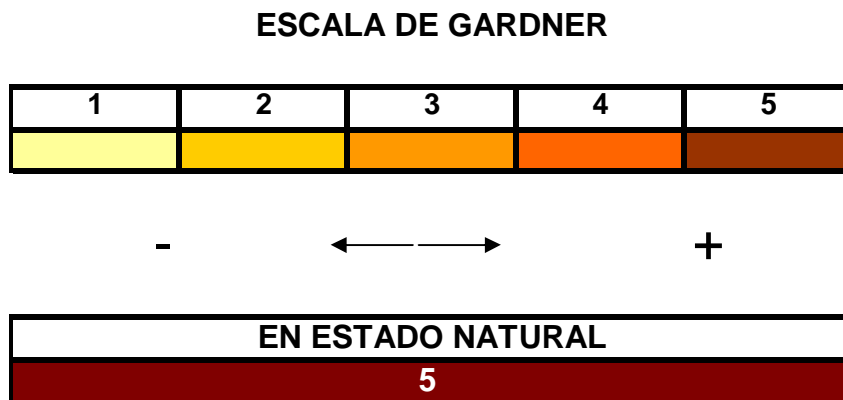 ESCALA DE GARDNER
1 2 3 4 5
- +
EN ESTADO NATURAL
5